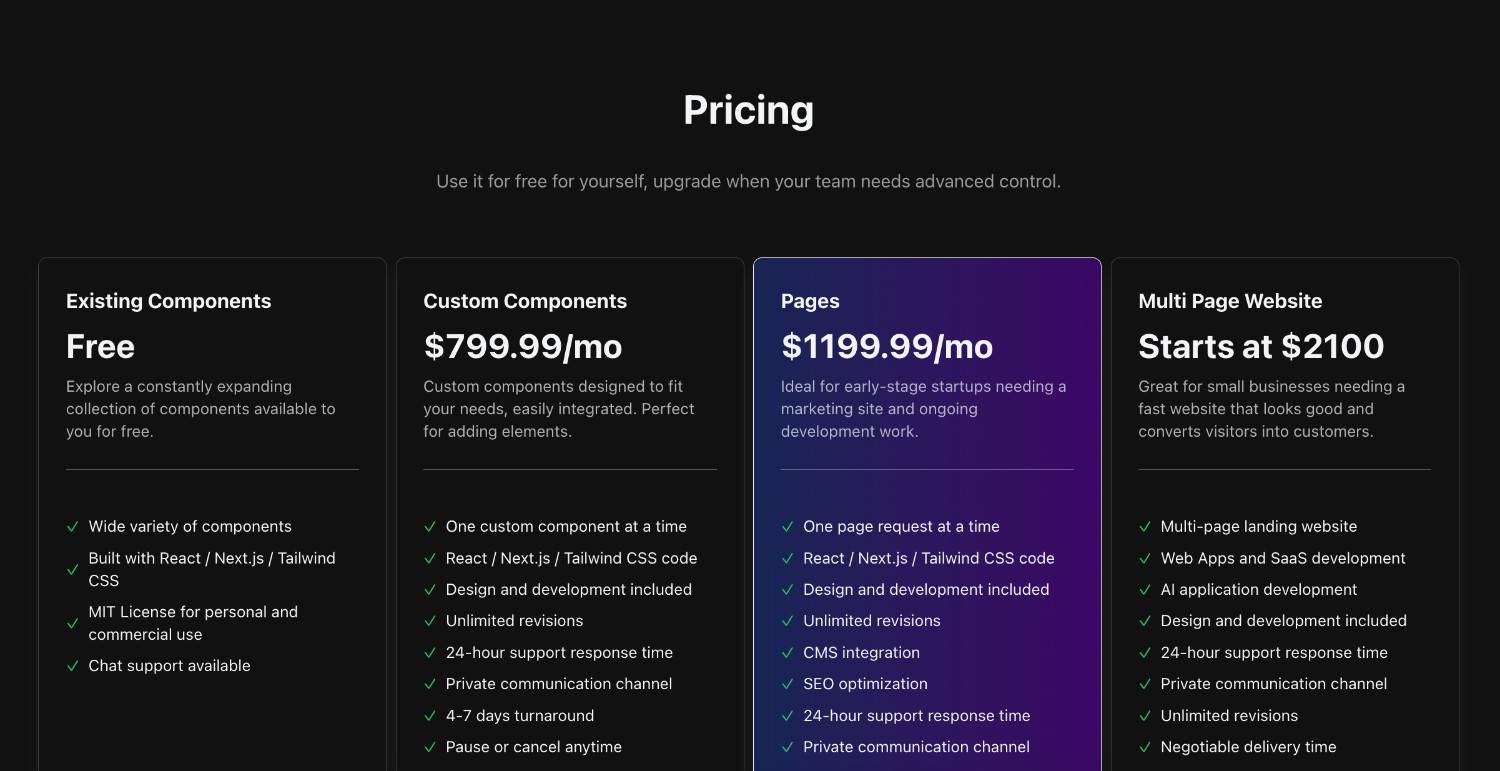 Pricing
Use it for free for yourself, upgrade when your team needs advanced control.
Existing Components
Free
Explore a constantly expanding
collection of components available to
you for free.
Wide variety of components
Built with React / Next.js / Tailwind
CSS
MIT License for personal and
commercial use
Chat support available
Custom Components
$799.99/mo
Custom components designed to fit
your needs, easily integrated. Perfect
for adding elements.
One custom component at a time
React / Next.js / Tailwind CSS code
Design and development included
Unlimited revisions
24-hour support response time
Private communication channel
4-7 days turnaround
Pause or cancel anytime
Pages
$1199.99/mo
Ideal for early-stage startups needing a
marketing site and ongoing
development work.
One page request at a time
React / Next.js / Tailwind CSS code
Design and development included
Unlimited revisions
CMS integration
SEO optimization
24-hour support response time
Private communication channel
Multi Page Website
Starts at $2100
Great for small businesses needing a
fast website that looks good and
converts visitors into customers.
Multi-page landing website
Web Apps and SaaS development
AI application development
Design and development included
24-hour support response time
Private communication channel
Unlimited revisions
Negotiable delivery time